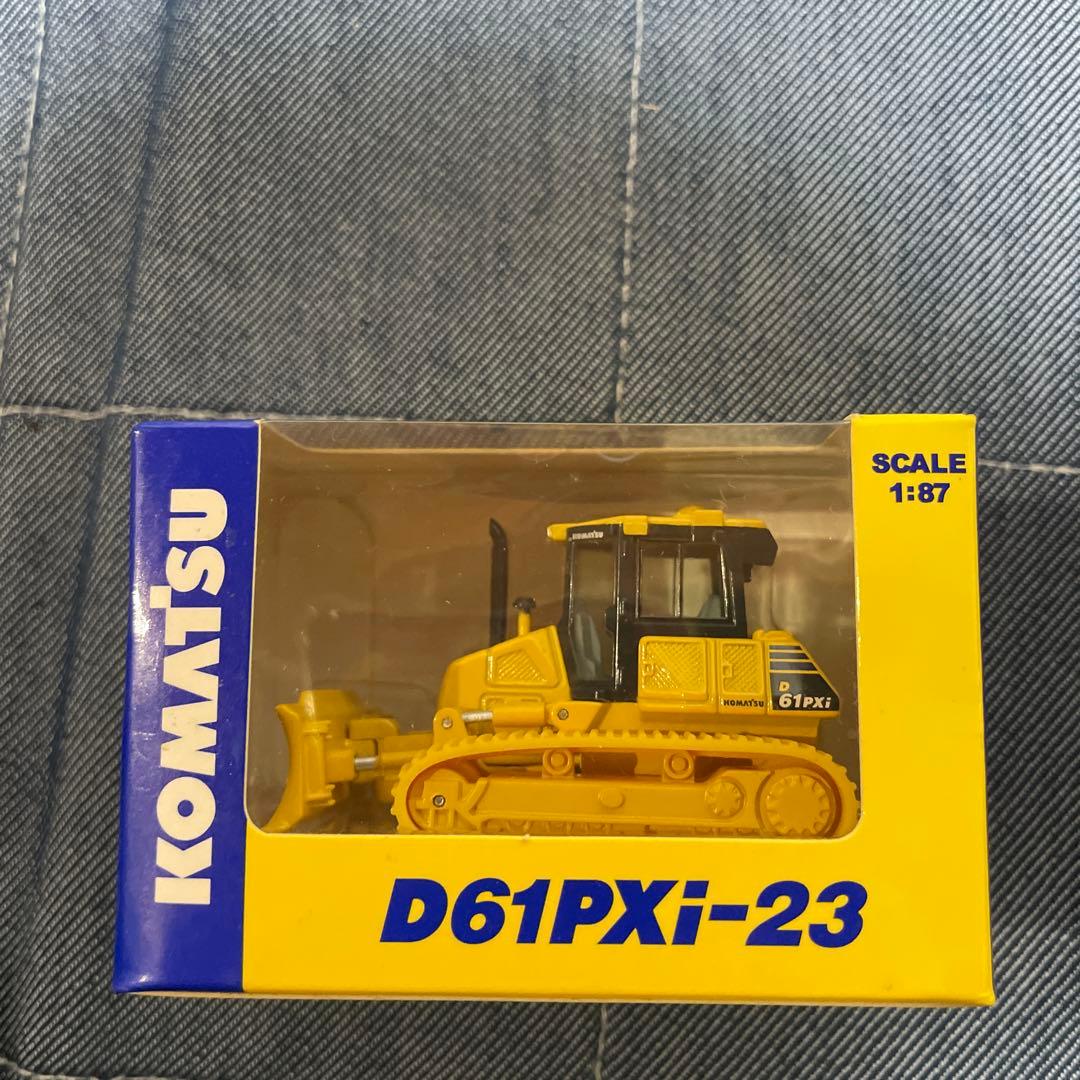 KOMATSU
SCALE
1:87
KOMATSU
KOMATSU
D
61PXi
D61PXi-23